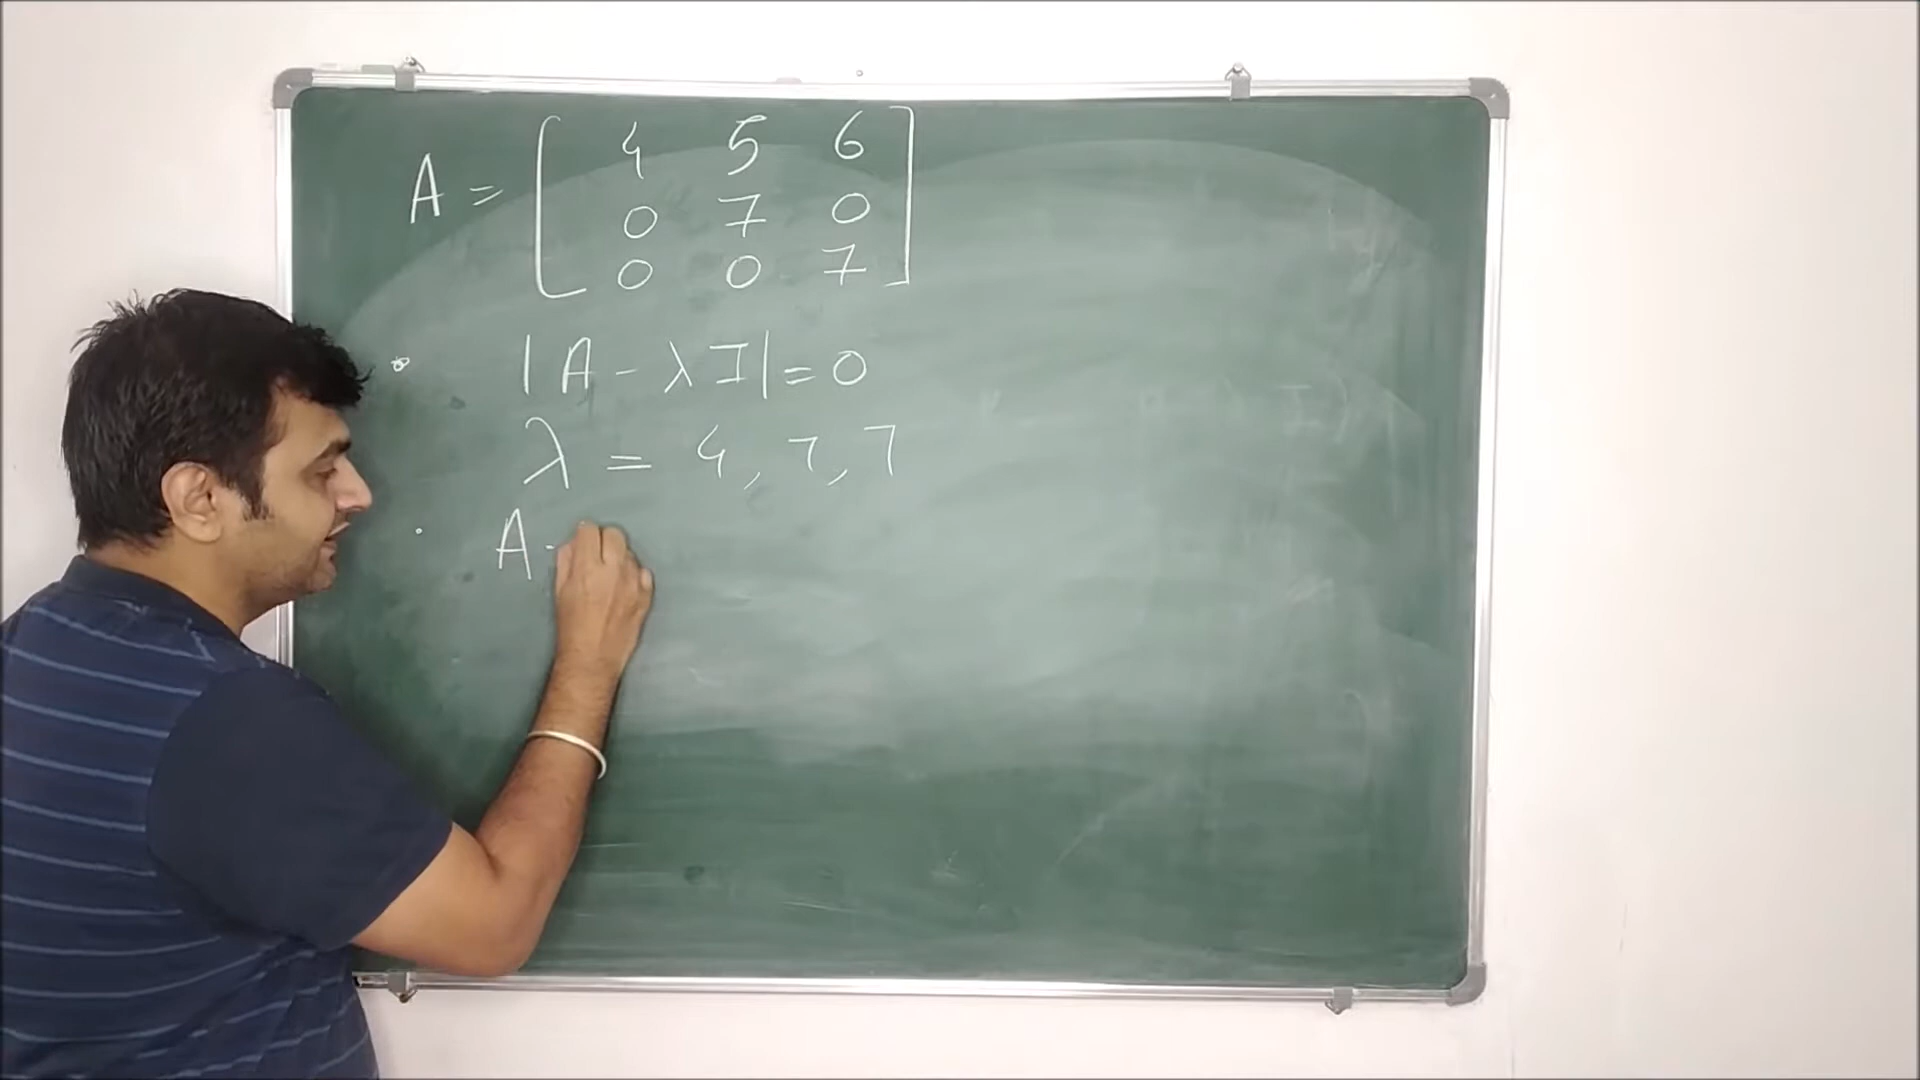 A = [ 4 5 6
0 7 0
0 0 7 ]
|A - λI| = 0
λ = 4, 7, 7
A -